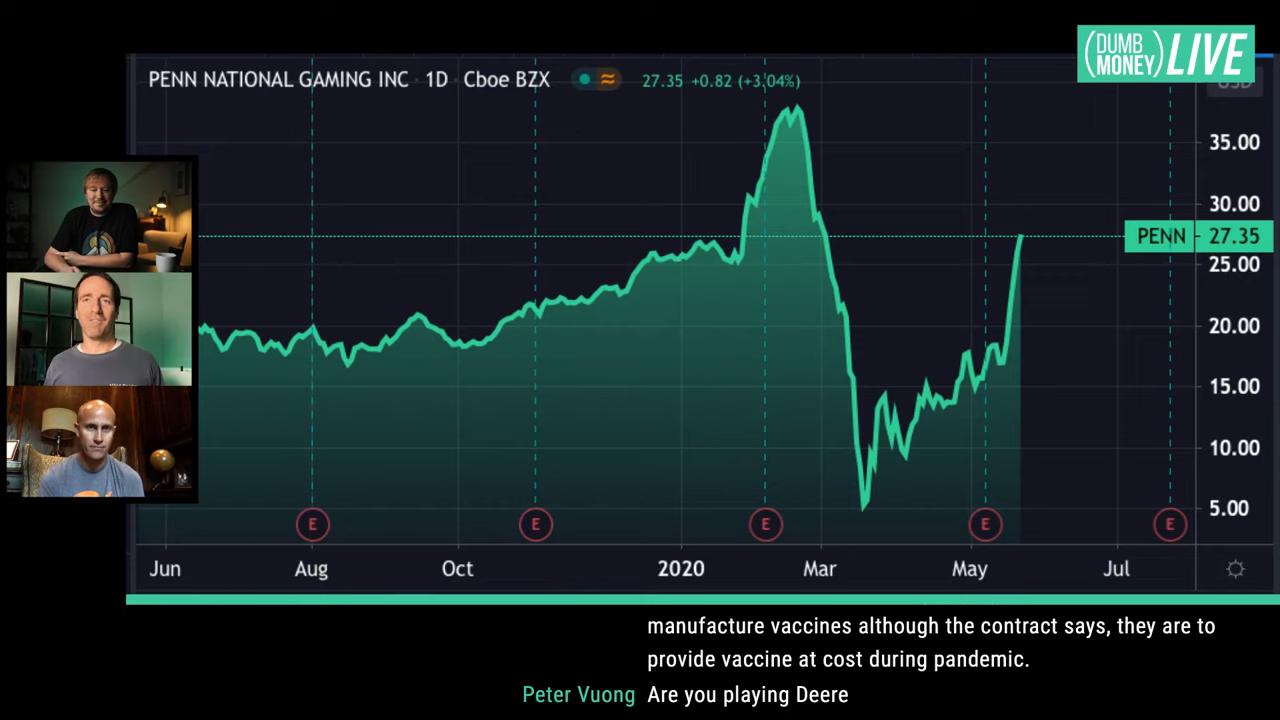 (DUMB MONEY) LIVE
PENN NATIONAL GAMING INC · 1D · Cboe BZX 27.35 +0.82 (+3.04%)
USD
35.00
30.00
PENN 27.35
25.00
20.00
15.00
10.00
5.00
E E E E E
Jun Aug Oct 2020 Mar May Jul
manufacture vaccines although the contract says, they are to
provide vaccine at cost during pandemic.
Peter Vuong Are you playing Deere